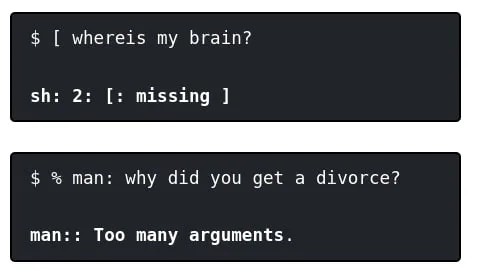 $ [ whereis my brain?
sh: 2: [: missing ]
$ % man: why did you get a divorce?
man:: Too many arguments.